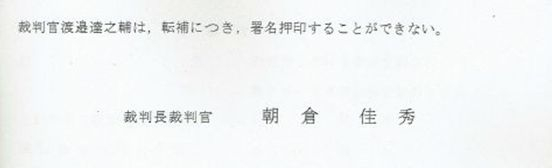 裁判官渡邉達之輔は，転補につき，署名押印することができない。
裁判長裁判官　　朝　倉　　佳　秀